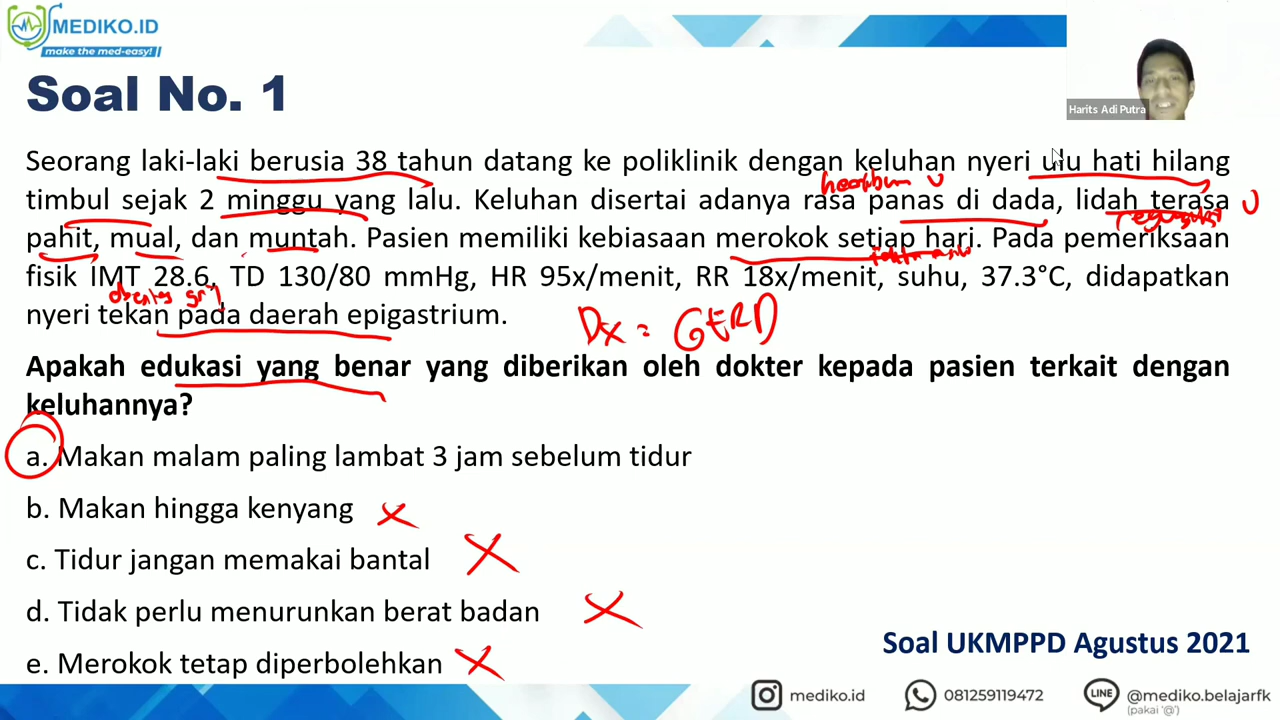 MEDIKO.ID
make the med-easy!
Harits Adi Putra
Soal No. 1
Seorang laki-laki berusia 38 tahun datang ke poliklinik dengan keluhan nyeri ulu hati hilang
heartburn
timbul sejak 2 minggu yang lalu. Keluhan disertai adanya rasa panas di dada, lidah terasa
pahit, mual, dan muntah. Pasien memiliki kebiasaan merokok setiap hari. Pada pemeriksaan
fisik IMT 28.6, TD 130/80 mmHg, HR 95x/menit, RR 18x/menit, suhu, 37.3°C, didapatkan
nyeri tekan pada daerah epigastrium.
Dx = GERD
Apakah edukasi yang benar yang diberikan oleh dokter kepada pasien terkait dengan
keluhannya?
a. Makan malam paling lambat 3 jam sebelum tidur
b. Makan hingga kenyang
c. Tidur jangan memakai bantal
d. Tidak perlu menurunkan berat badan
e. Merokok tetap diperbolehkan
Soal UKMPPD Agustus 2021
mediko.id
081259119472
LINE
@mediko.belajarfk
(pakai '@')